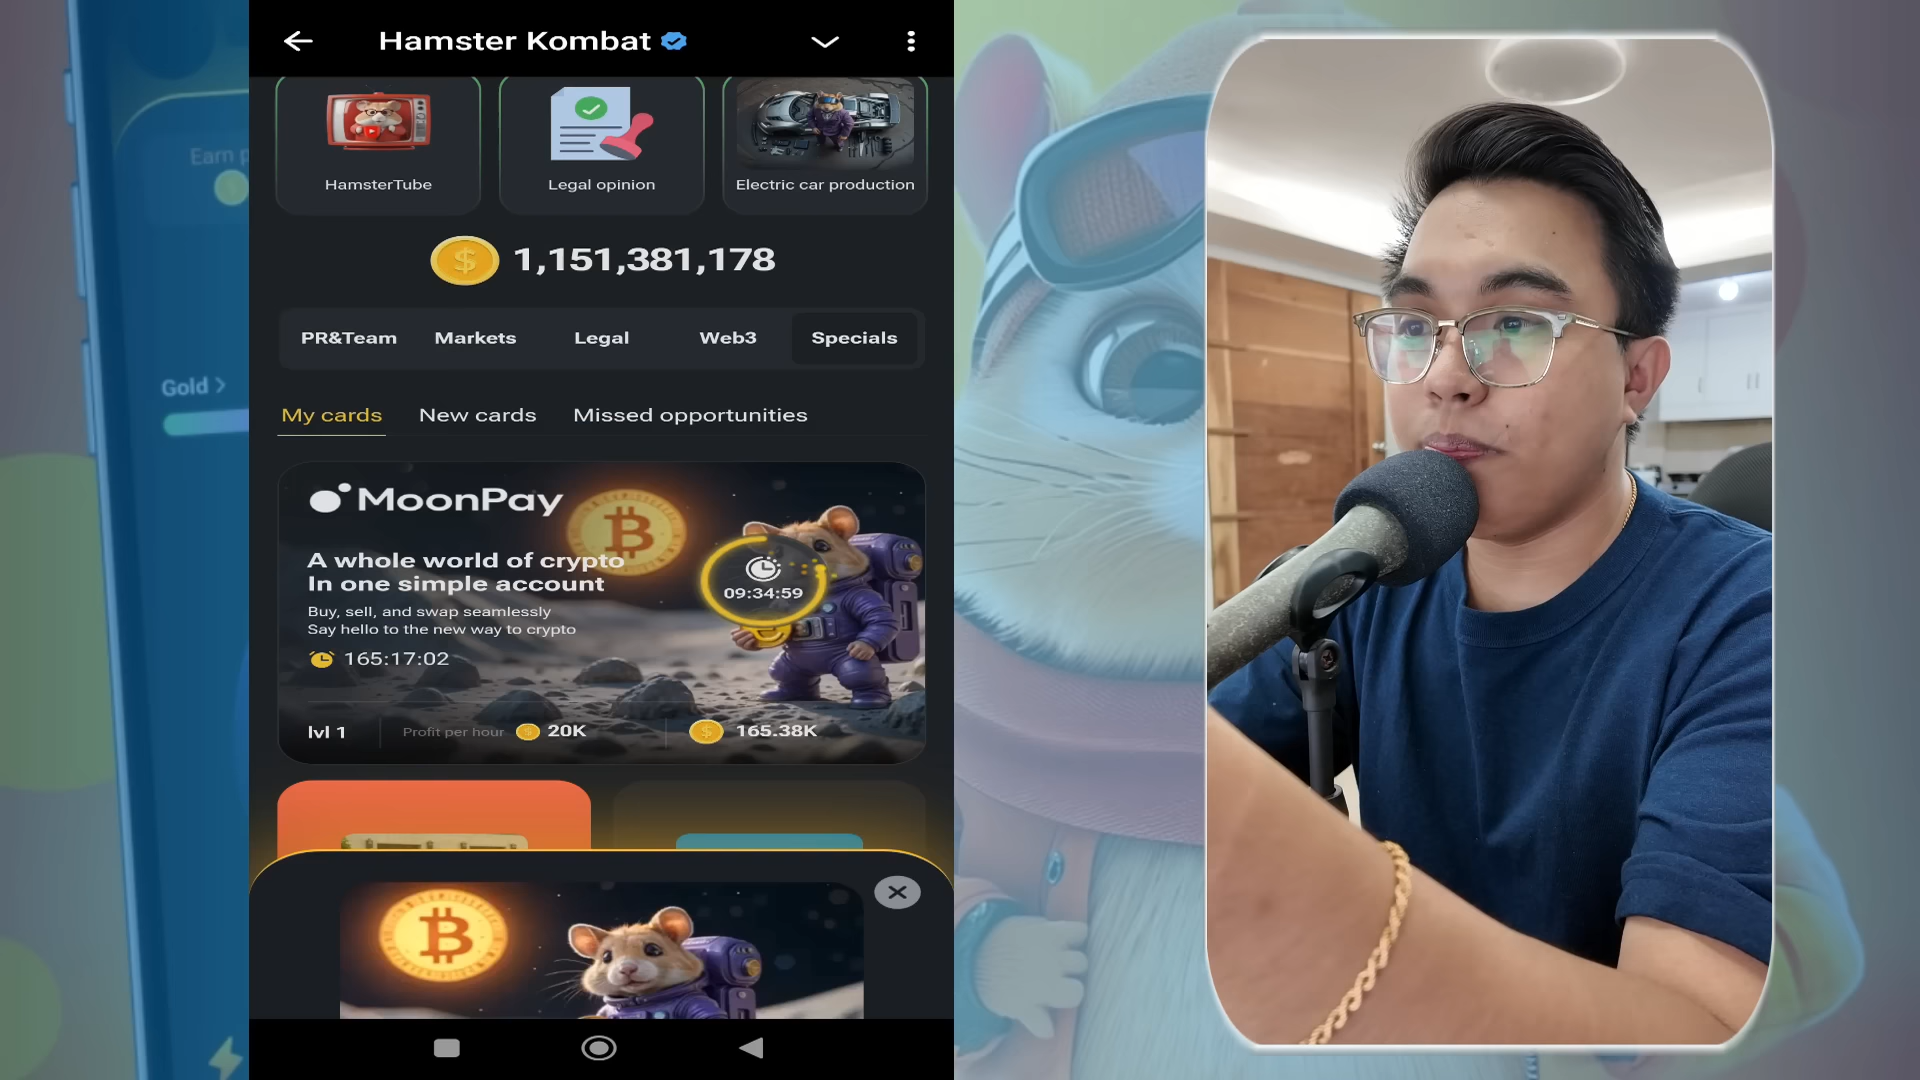 Hamster Kombat
HamsterTube
Legal opinion
Electric car production
1,151,381,178
PR&Team
Markets
Legal
Web3
Specials
My cards
New cards
Missed opportunities
MoonPay
A whole world of crypto
In one simple account
Buy, sell, and swap seamlessly
Say hello to the new way to crypto
165:17:02
09:34:59
lvl 1
Profit per hour
20K
165.38K
Earn p
Gold >